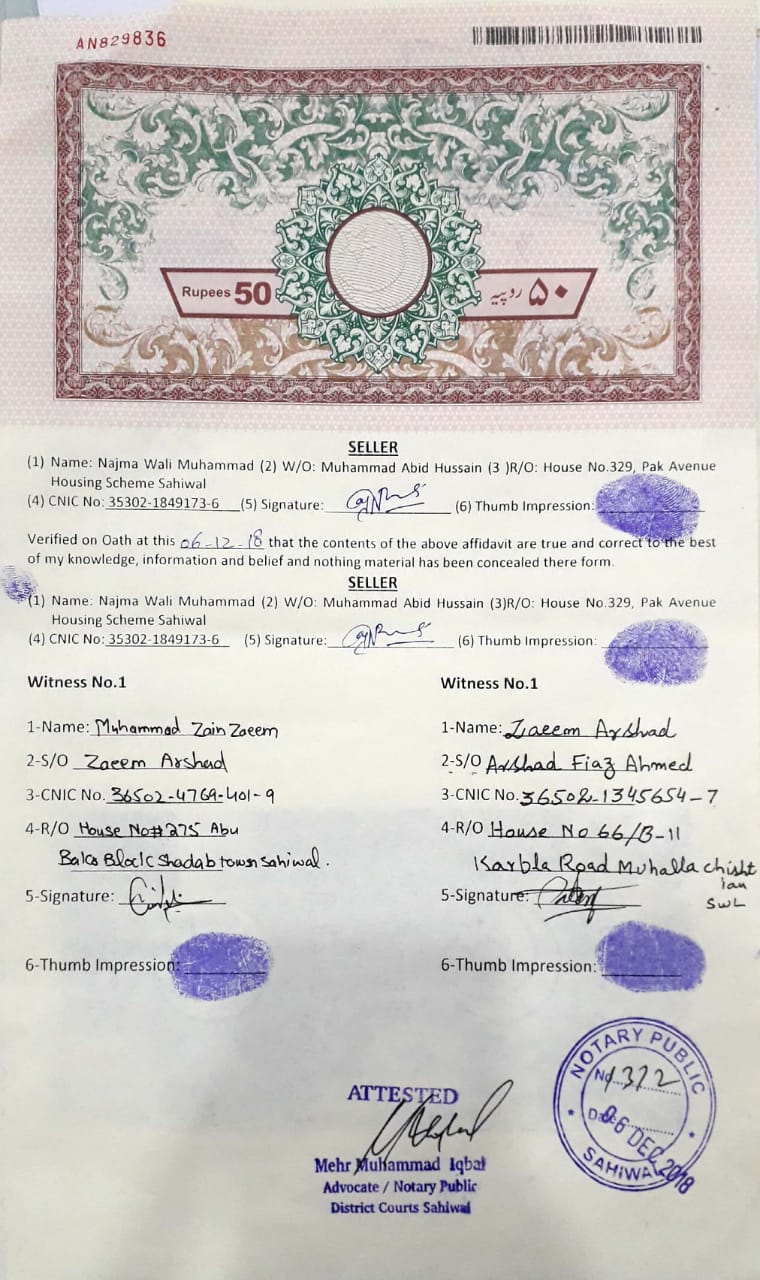 AN829836
Rupees 50
۵۰ روپیہ
SELLER
(1) Name: Najma Wali Muhammad (2) W/O: Muhammad Abid Hussain (3 )R/O: House No.329, Pak Avenue
Housing Scheme Sahiwal
(4) CNIC No: 35302-1849173-6 (5) Signature: (6) Thumb Impression:
Verified on Oath at this 06-12-18 that the contents of the above affidavit are true and correct to the best
of my knowledge, information and belief and nothing material has been concealed there form.
SELLER
(1) Name: Najma Wali Muhammad (2) W/O: Muhammad Abid Hussain (3)R/O: House No.329, Pak Avenue
Housing Scheme Sahiwal
(4) CNIC No: 35302-1849173-6 (5) Signature: (6) Thumb Impression:
Witness No.1
1-Name: Muhammad Zain Zaeem
2-S/O Zaeem Arshad
3-CNIC No. 36502-4769-401-9
4-R/O House No#275 Abu
Bakar Block Shadab town Sahiwal.
5-Signature:
6-Thumb Impression:
Witness No.1
1-Name: Zaeem Arshad
2-S/O Arshad Fiaz Ahmed
3-CNIC No. 36502-1345654-7
4-R/O House No 66/B-11
Karbla Road Muhalla chisht
ian
SWL
5-Signature:
6-Thumb Impression:
ATTESTED
Mehr Muhammad Iqbal
Advocate / Notary Public
District Courts Sahiwal
NOTARY PUBLIC
No 1312
Date 06 DEC 2018
SAHIWAL